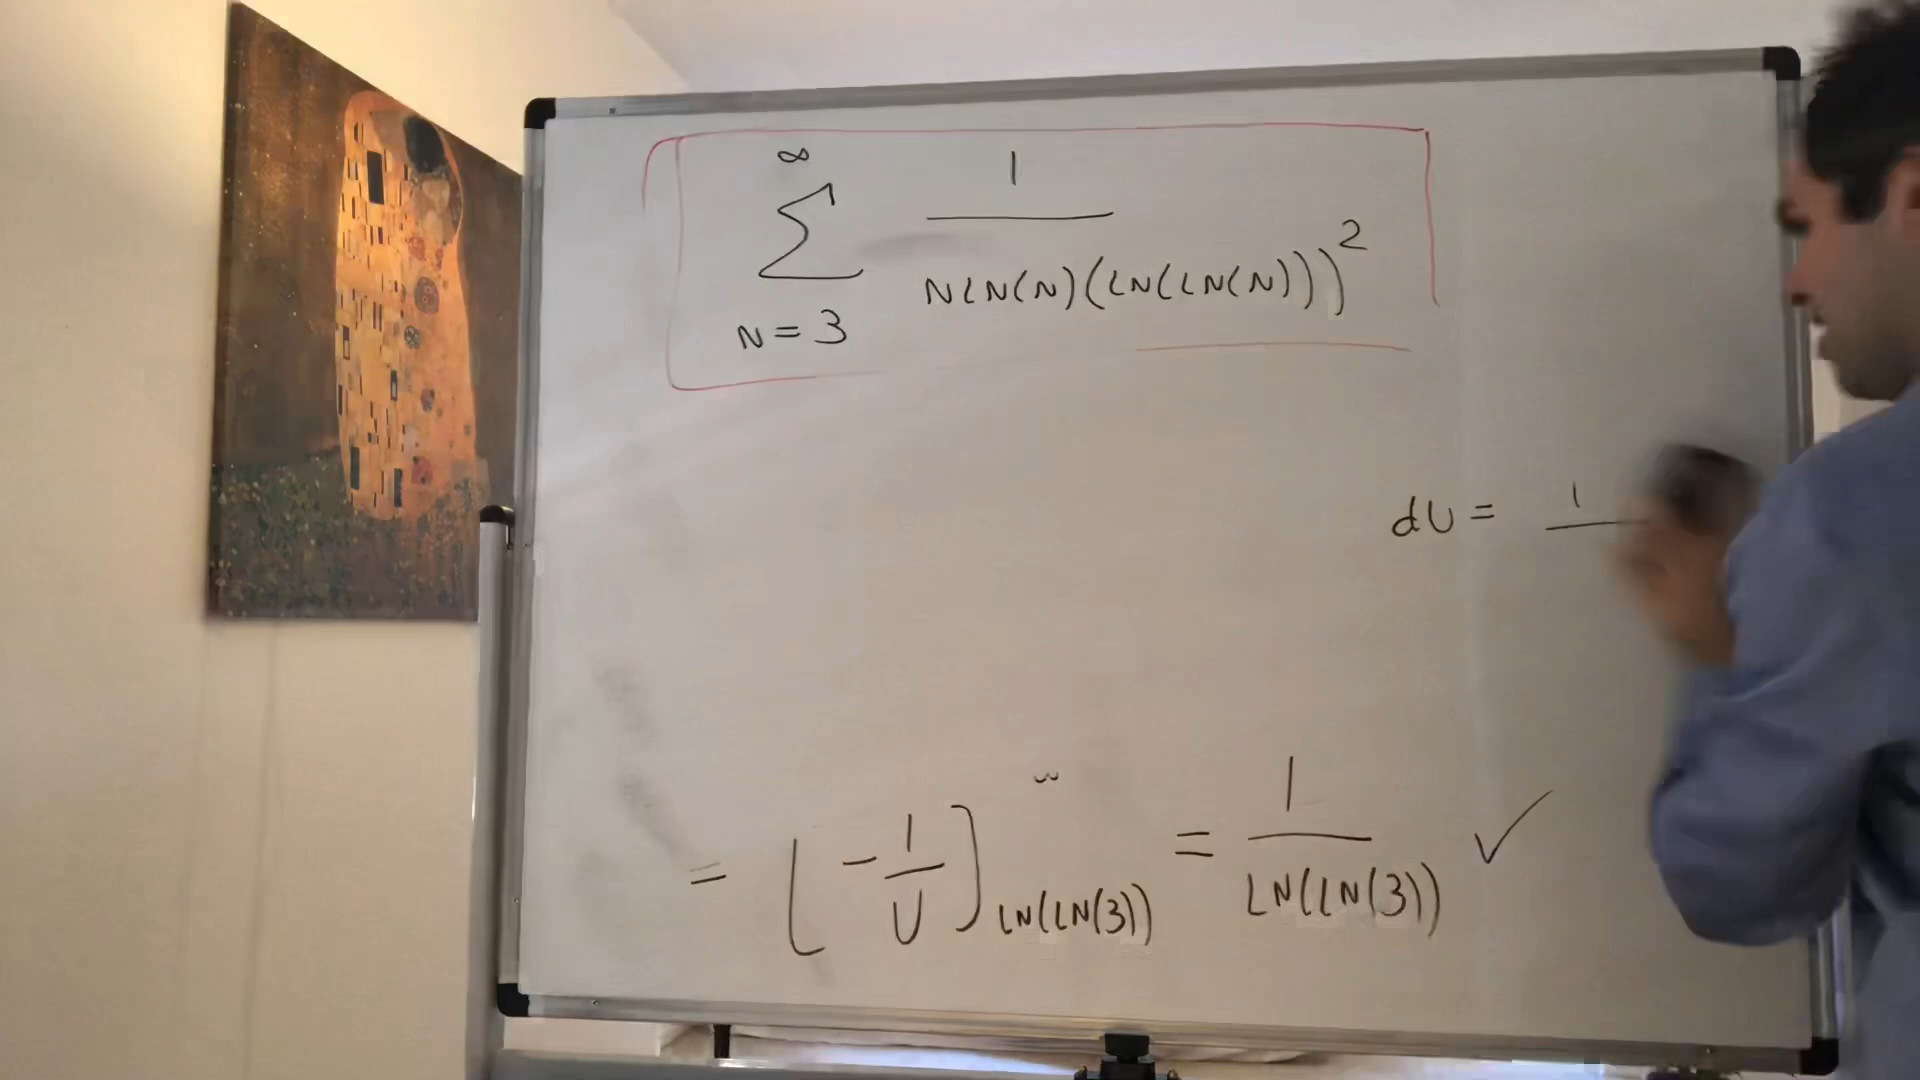 ∞
∑ 1
N LN(N)(LN(LN(N)))²
N = 3
dU = 1
= [-1/U] ∞ LN(LN(3)) = 1/LN(LN(3)) ✓